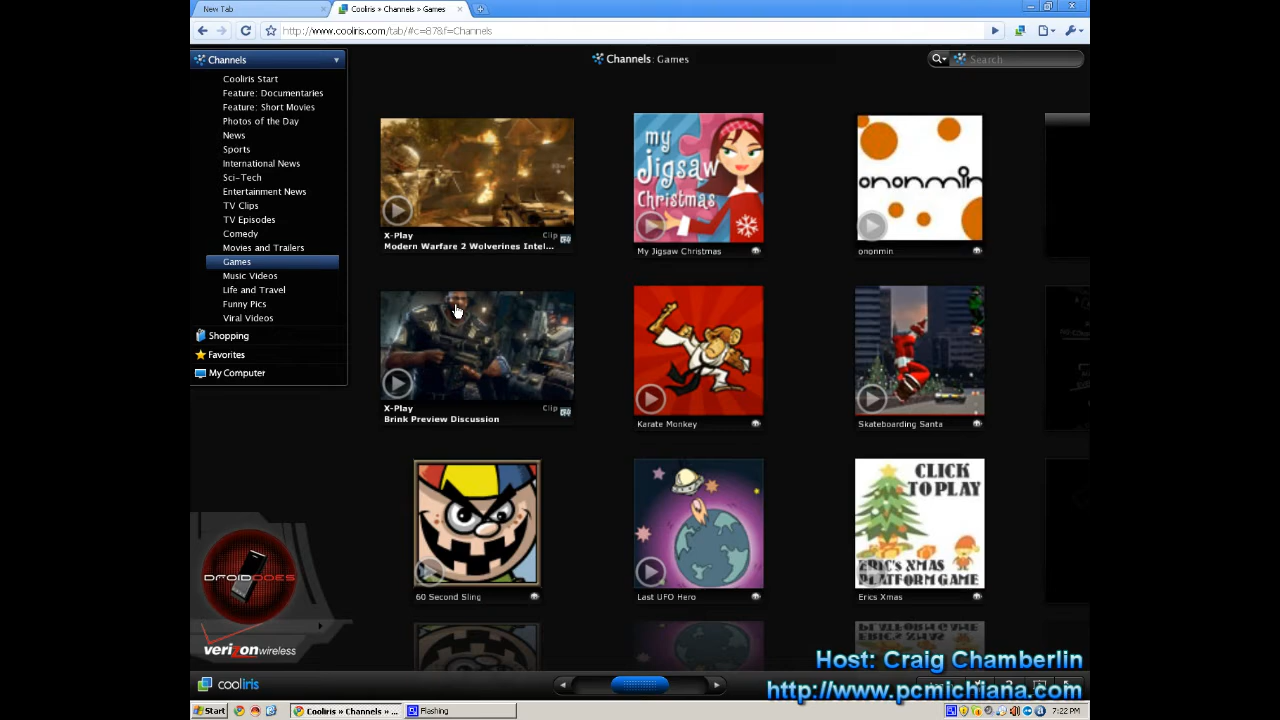 New Tab
Cooliris » Channels » Games
http://www.cooliris.com/tab/#c=87&f=Channels
Channels
Channels: Games
Search
Cooliris Start
Feature: Documentaries
Feature: Short Movies
Photos of the Day
News
Sports
International News
Sci-Tech
Entertainment News
TV Clips
TV Episodes
Comedy
Movies and Trailers
Games
Music Videos
Life and Travel
Funny Pics
Viral Videos
Shopping
Favorites
My Computer
my
Jigsaw
Christmas
ononmin
X-Play
Clip
Modern Warfare 2 Wolverines Intel...
My Jigsaw Christmas
ononmin
X-Play
Clip
Brink Preview Discussion
Karate Monkey
Skateboarding Santa
CLICK
TO PLAY
ERIC'S XMAS
PLATFORM GAME
60 Second Sling
Last UFO Hero
Erics Xmas
DROIDDOES
verizon wireless
cooliris
Host: Craig Chamberlin
http://www.pcmichiana.com
Start
Cooliris » Channels » ...
Flashing
7:22 PM